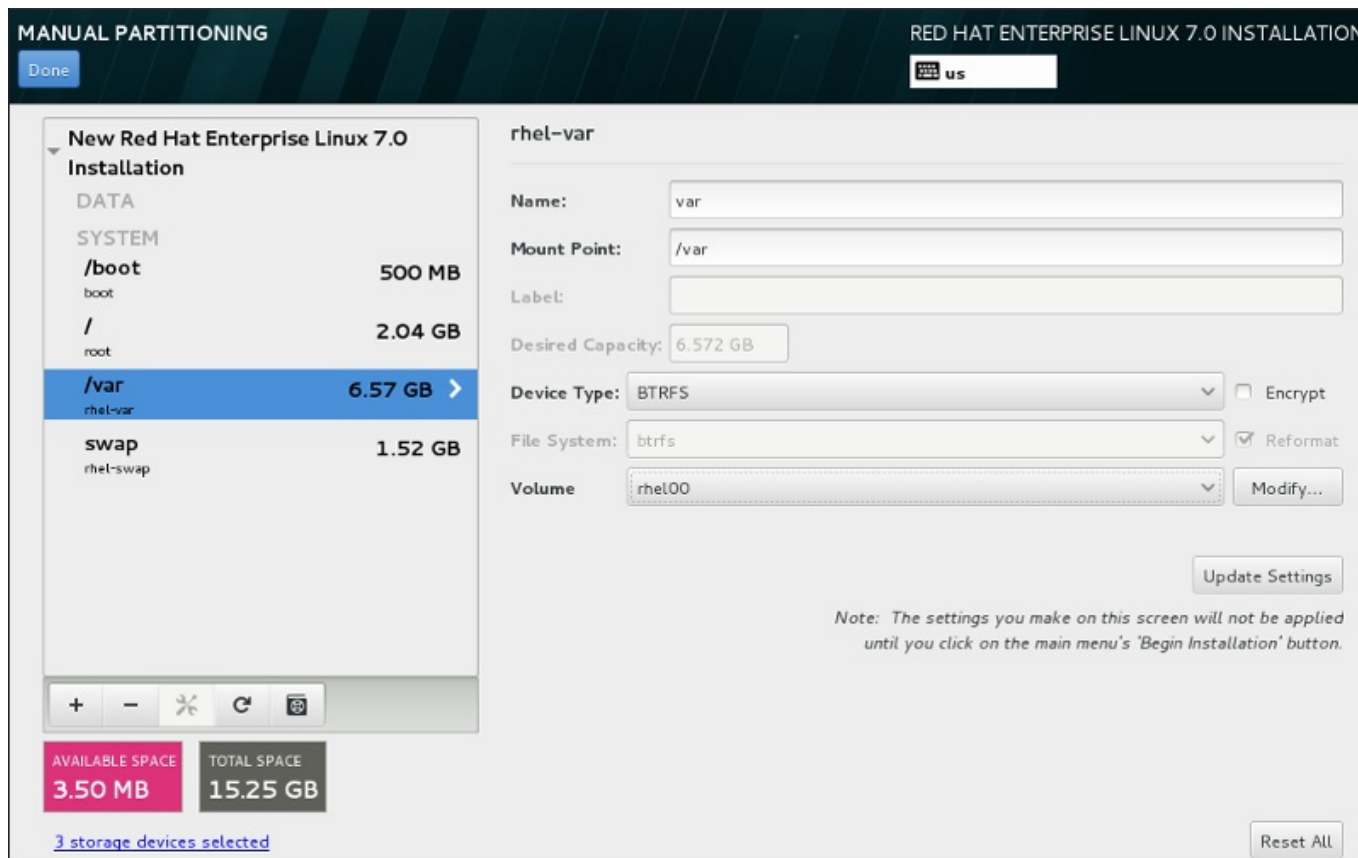 MANUAL PARTITIONING
RED HAT ENTERPRISE LINUX 7.0 INSTALLATION
Done
us
New Red Hat Enterprise Linux 7.0
Installation
DATA
SYSTEM
/boot 500 MB
boot
/ 2.04 GB
root
/var 6.57 GB
rhel-var
swap 1.52 GB
rhel-swap
+ −
AVAILABLE SPACE
3.50 MB
TOTAL SPACE
15.25 GB
3 storage devices selected
rhel-var
Name: var
Mount Point: /var
Label:
Desired Capacity: 6.572 GB
Device Type: BTRFS Encrypt
File System: btrfs Reformat
Volume rhel00 Modify...
Update Settings
Note: The settings you make on this screen will not be applied
until you click on the main menu's 'Begin Installation' button.
Reset All